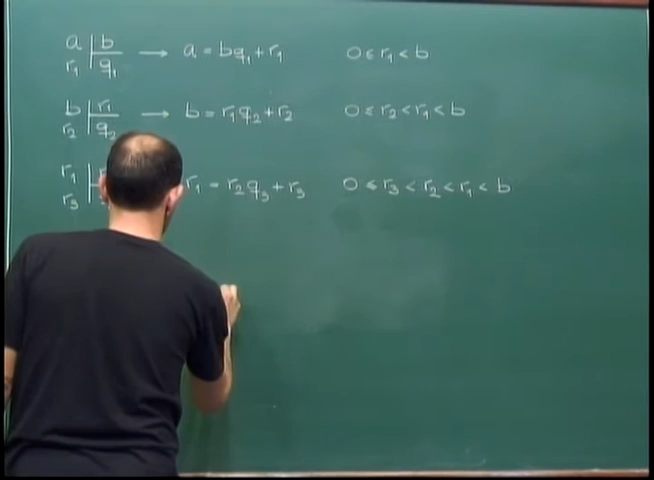 a | b → a = bq₁ + r₁ 0 ≤ r₁ < b
r₁ | q₁
b | r₁ → b = r₁q₂ + r₂ 0 ≤ r₂ < r₁ < b
r₂ | q₂
r₁ | r₁ = r₂q₃ + r₃ 0 ≤ r₃ < r₂ < r₁ < b
r₃ |